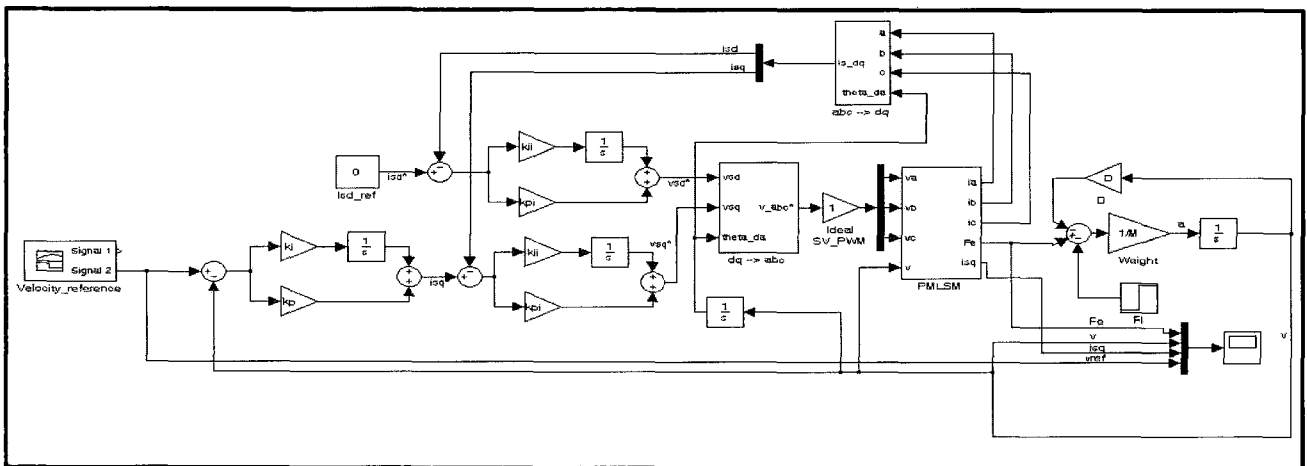 a
b
c
is_dq
theta_da
abc --> dq
isd
isq
0
isd*
Isd_ref
kii
1
s
kpi
vsd*
vsd
vsq
theta_da
v_abc*
dq --> abc
1
Ideal
SV_PWM
va
vb
vc
v
ia
ib
ic
Fe
isq
PMLSM
D
D
1/M
Weight
a
1
s
Fl
Signal 1
Signal 2
Velocity_reference
ki
1
s
kp
isq
kii
1
s
kpi
vsq*
1
s
Fe
v
isq
vref
v